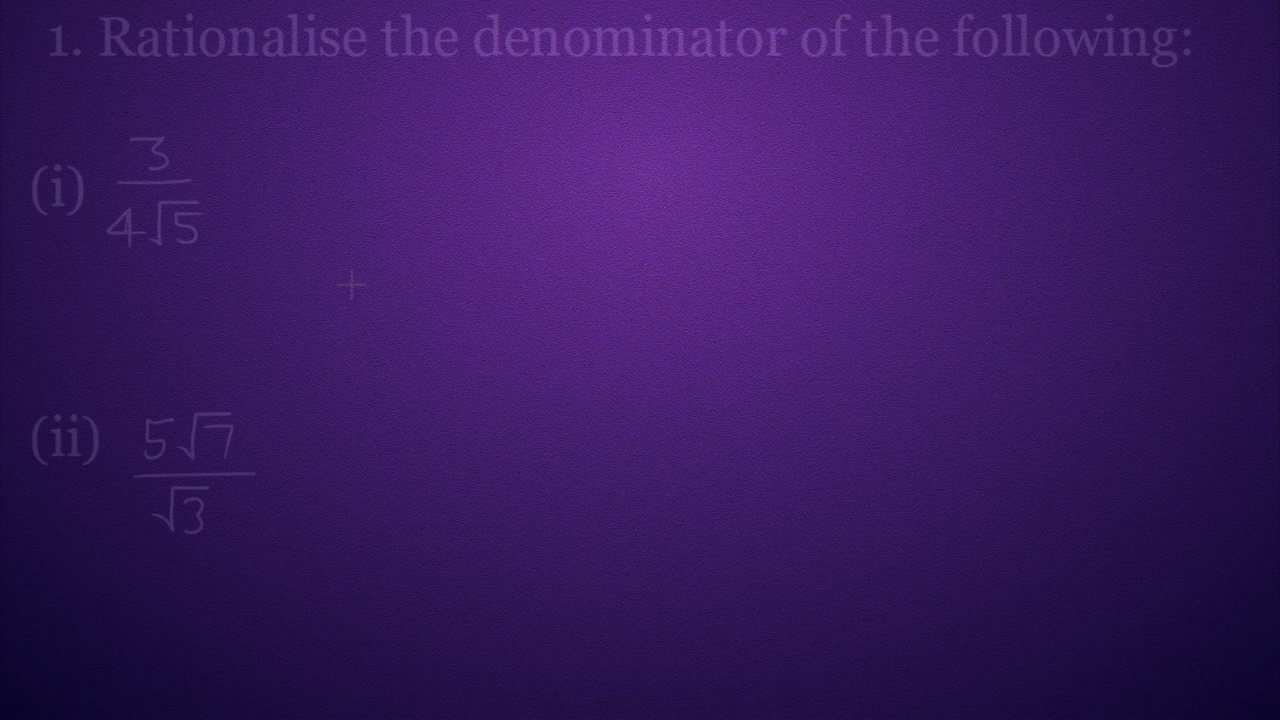 1. Rationalise the denominator of the following:
(i) 3
4√5
(ii) 5√7
√3